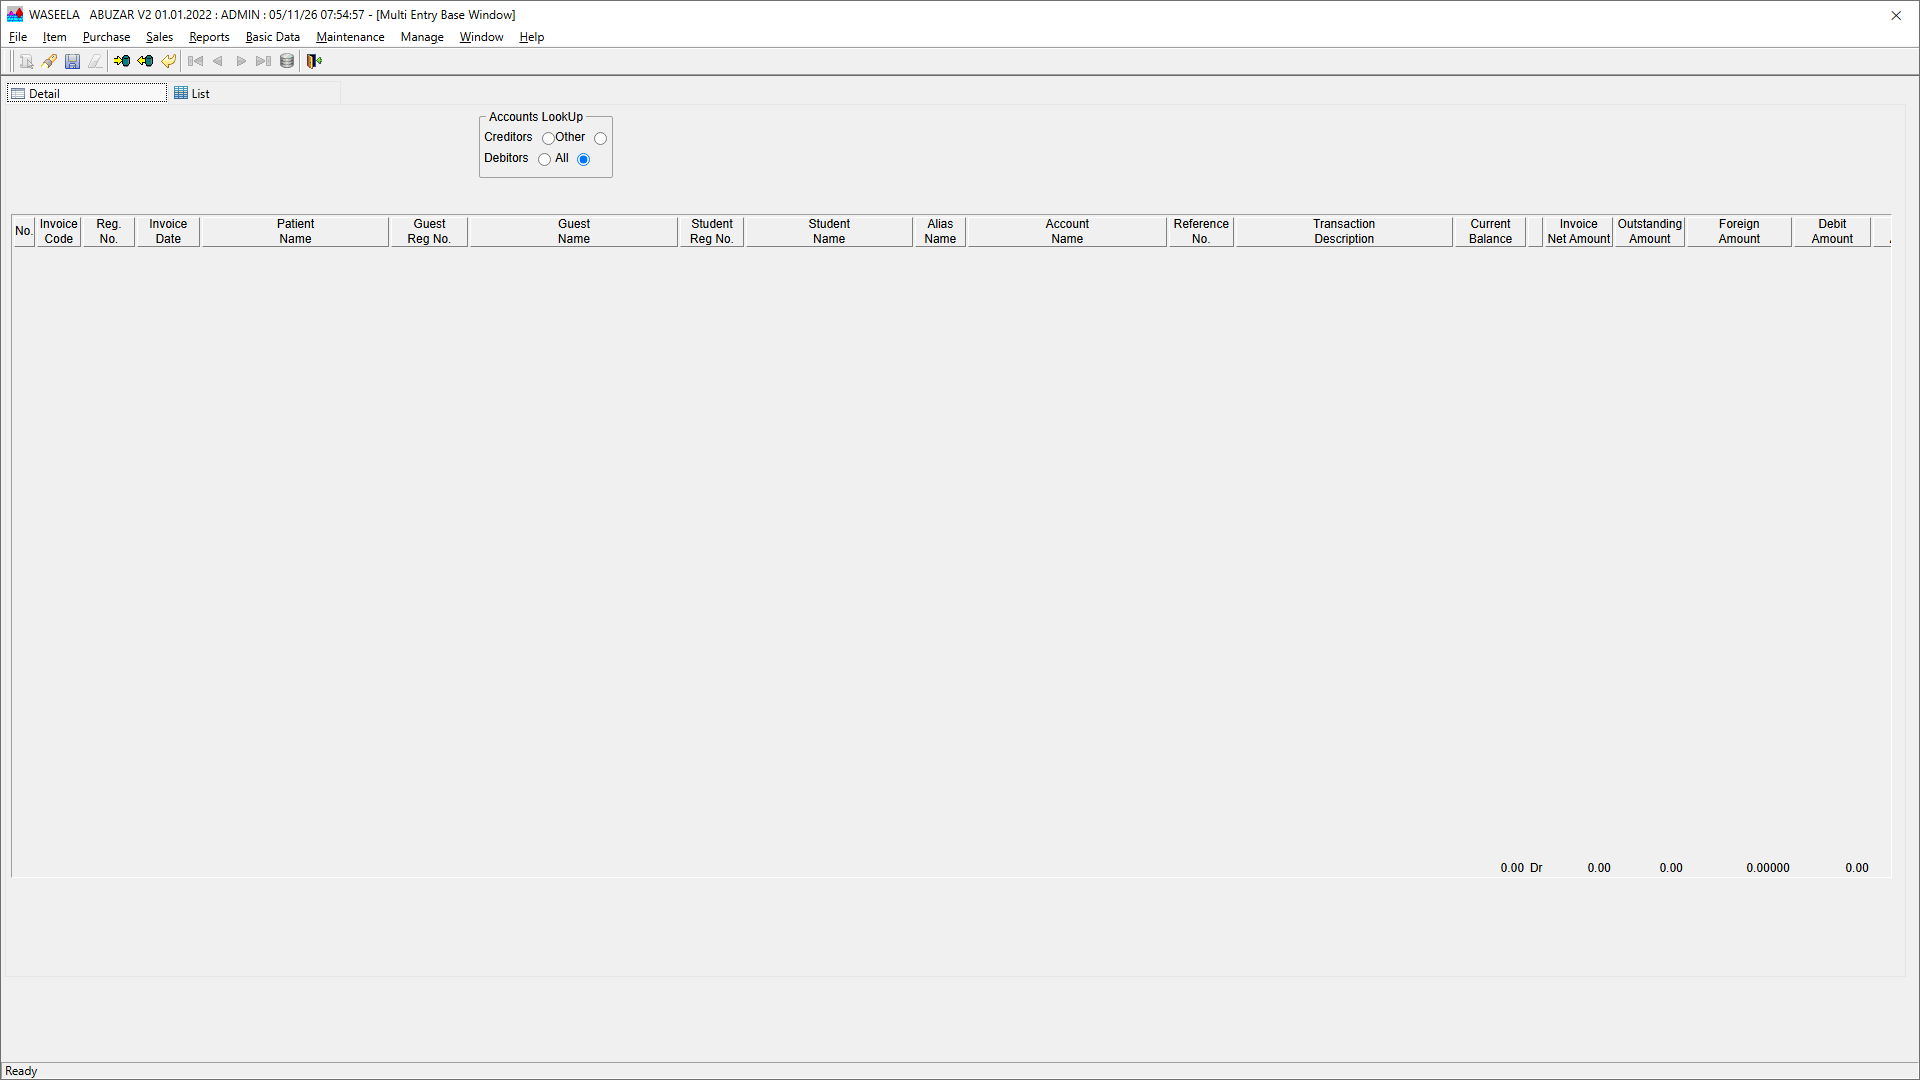 WASEELA   ABUZAR V2 01.01.2022 : ADMIN : 05/11/26 07:54:57 - [Multi Entry Base Window]
File Item Purchase Sales Reports Basic Data Maintenance Manage Window Help
Detail List
Accounts LookUp
Creditors Other
Debitors All
No. Invoice Code Reg. No. Invoice Date Patient Name Guest Reg No. Guest Name Student Reg No. Student Name Alias Name Account Name Reference No. Transaction Description Current Balance Invoice Net Amount Outstanding Amount Foreign Amount Debit Amount
0.00 Dr 0.00 0.00 0.00000 0.00
Ready